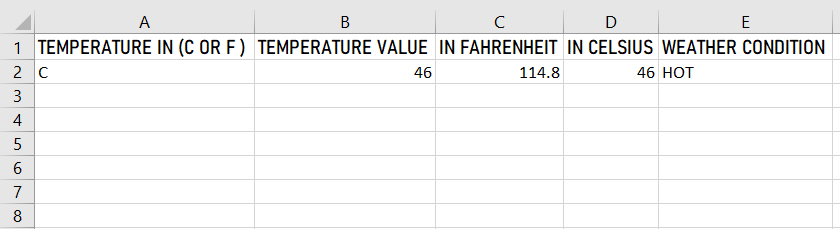 A B C D E
1 TEMPERATURE IN (C OR F ) TEMPERATURE VALUE IN FAHRENHEIT IN CELSIUS WEATHER CONDITION
2 C 46 114.8 46 HOT
3
4
5
6
7
8